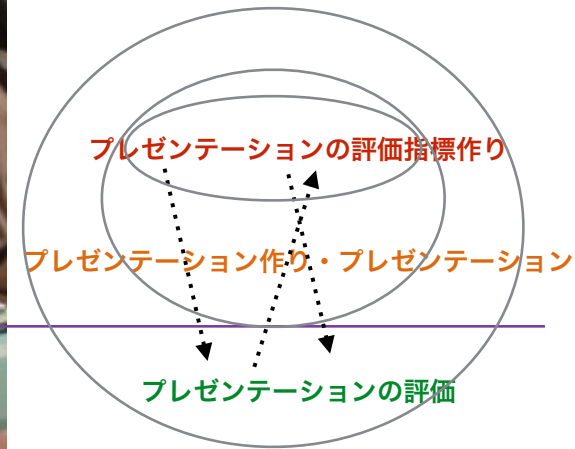 プレゼンテーションの評価指標作り
プレゼンテーション作り・プレゼンテーション
プレゼンテーションの評価